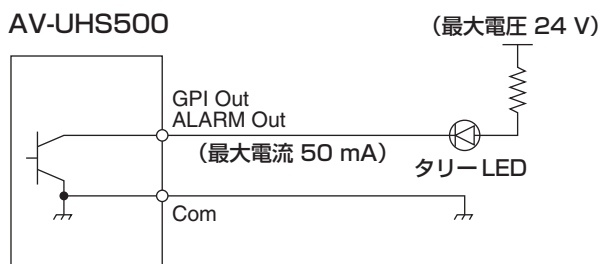 AV-UHS500
(最大電圧 24 V)
GPI Out
ALARM Out
(最大電流 50 mA)
タリーLED
Com